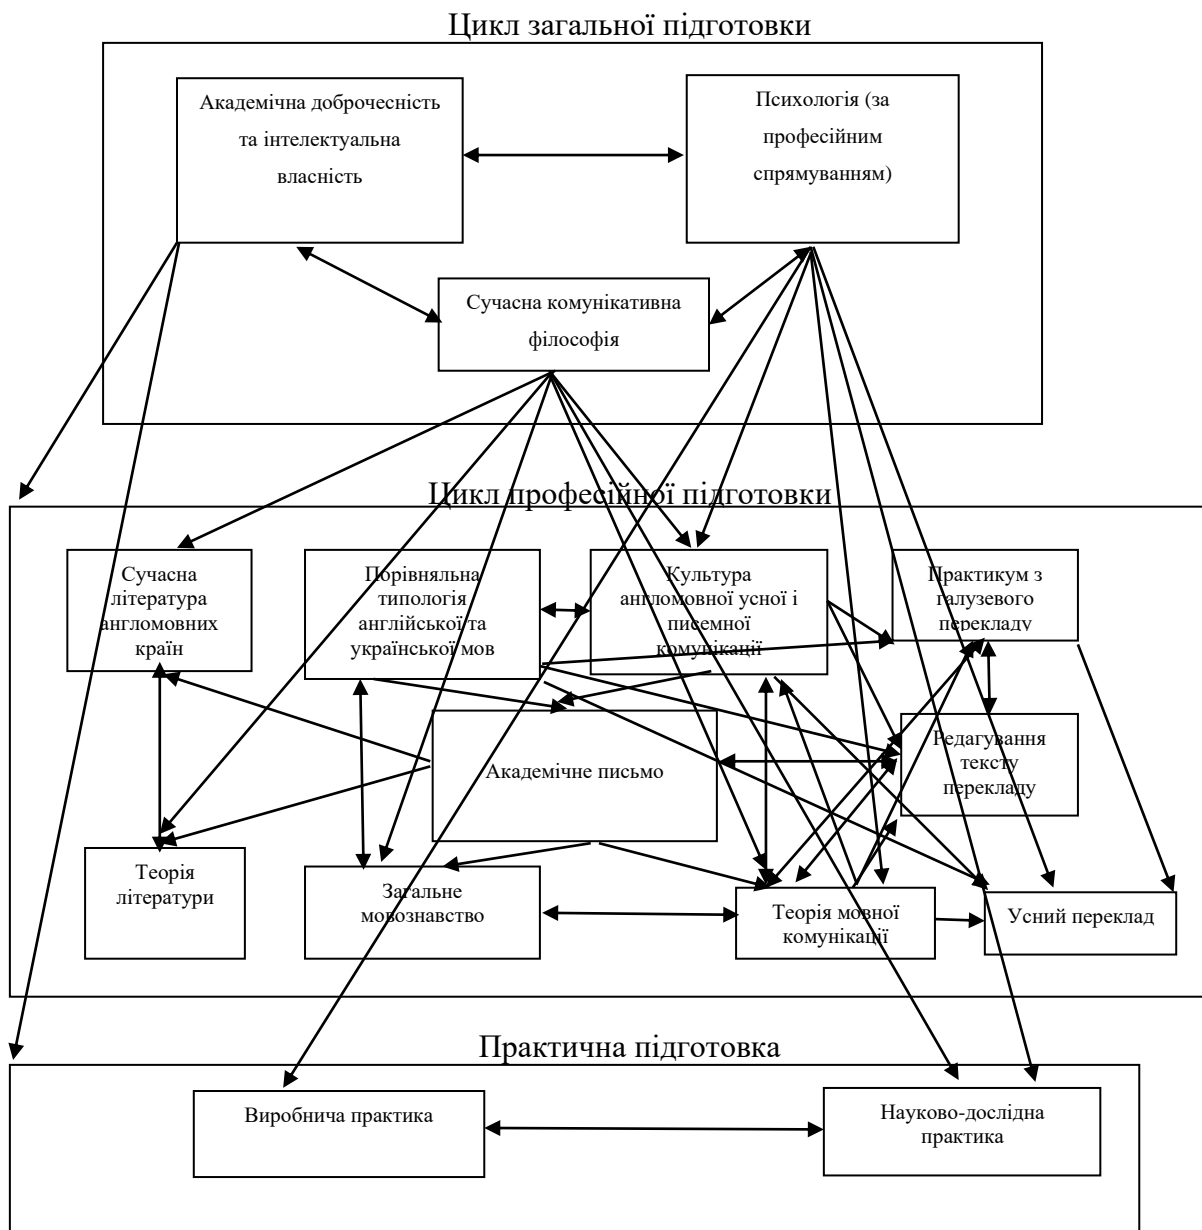 Цикл загальної підготовки
Академічна доброчесність
та інтелектуальна
власність
Психологія (за
професійним
спрямуванням)
Сучасна комунікативна
філософія
Цикл професійної підготовки
Сучасна
література
англомовних
країн
Порівняльна
типологія
англійської та
української мов
Культура
англомовної усної і
писемної
комунікації
Практикум з
галузевого
перекладу
Академічне письмо
Редагування
тексту
перекладу
Теорія
літератури
Загальне
мовознавство
Теорія мовної
комунікації
Усний переклад
Практична підготовка
Виробнича практика
Науково-дослідна
практика